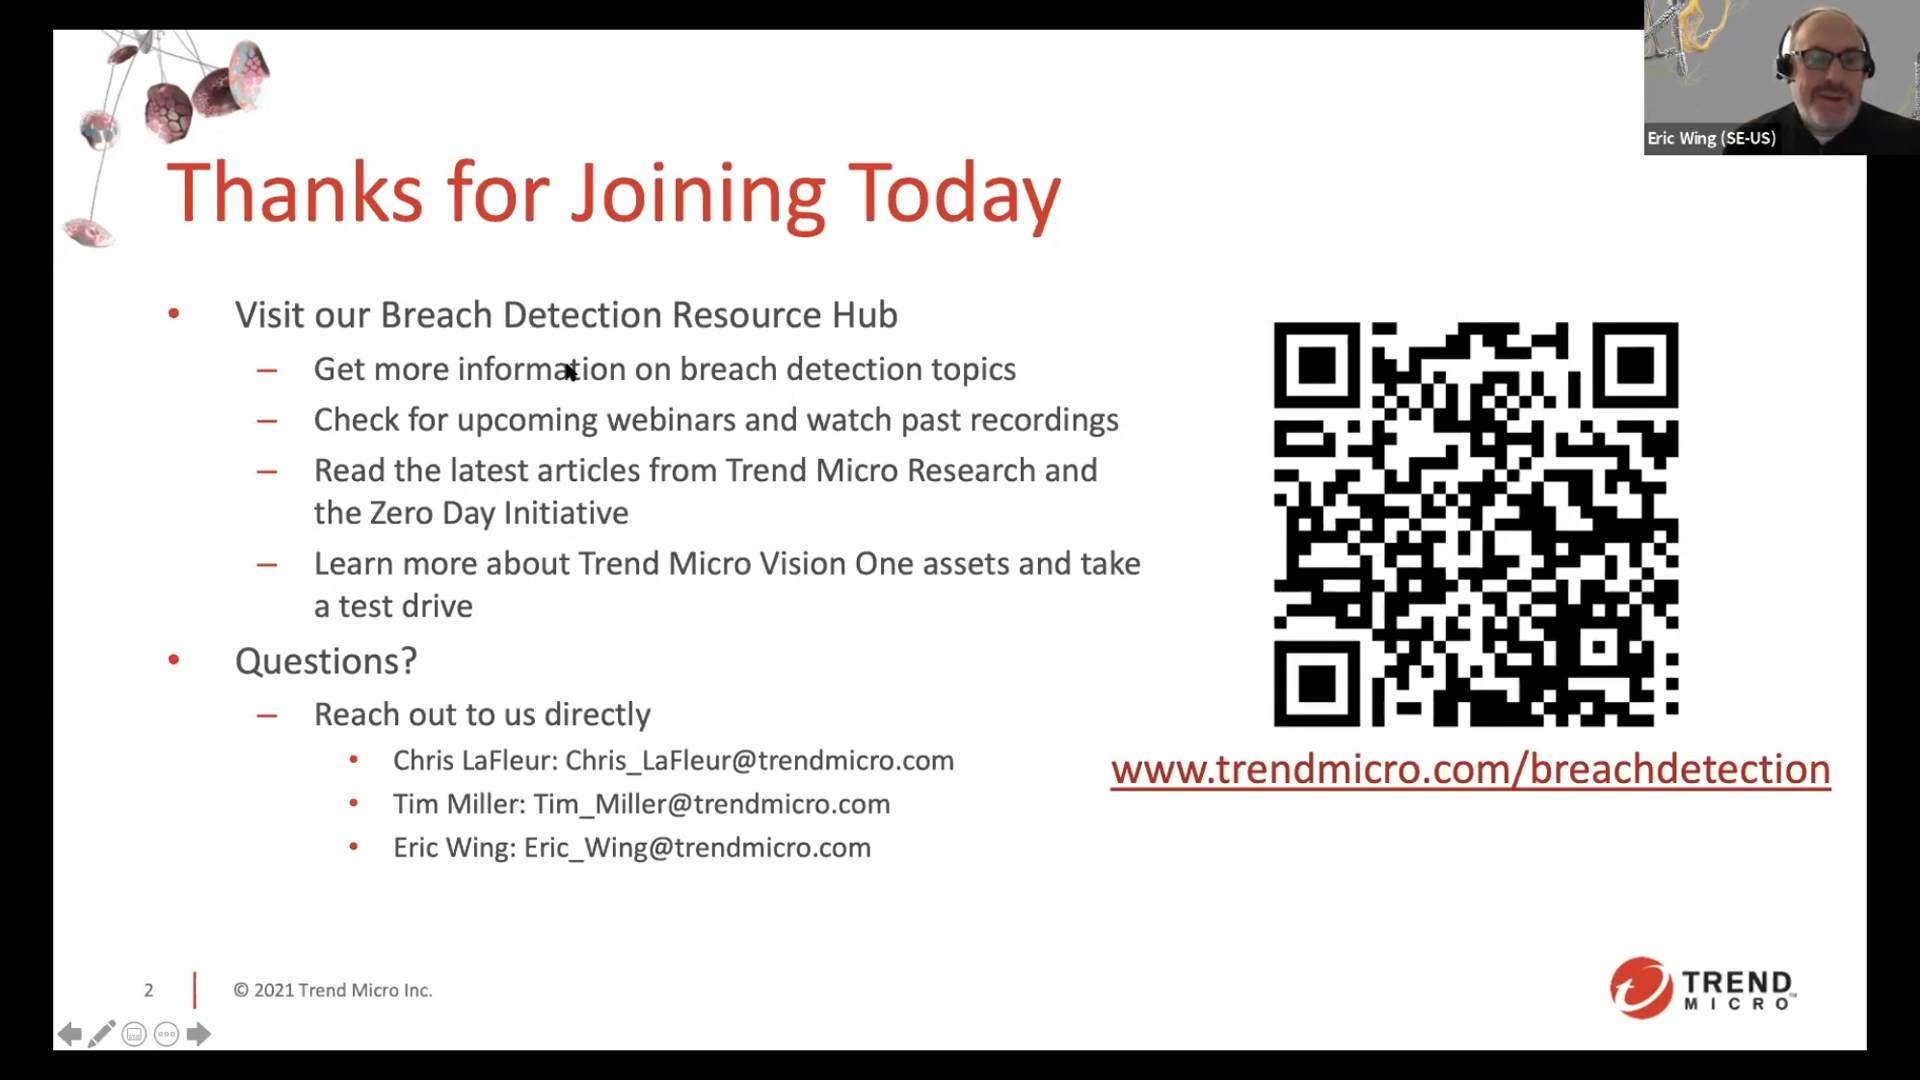 Eric Wing (SE-US)
Thanks for Joining Today
• Visit our Breach Detection Resource Hub
– Get more information on breach detection topics
– Check for upcoming webinars and watch past recordings
– Read the latest articles from Trend Micro Research and
the Zero Day Initiative
– Learn more about Trend Micro Vision One assets and take
a test drive
• Questions?
– Reach out to us directly
• Chris LaFleur: Chris_LaFleur@trendmicro.com
• Tim Miller: Tim_Miller@trendmicro.com
• Eric Wing: Eric_Wing@trendmicro.com
www.trendmicro.com/breachdetection
2
© 2021 Trend Micro Inc.
TREND
MICRO™